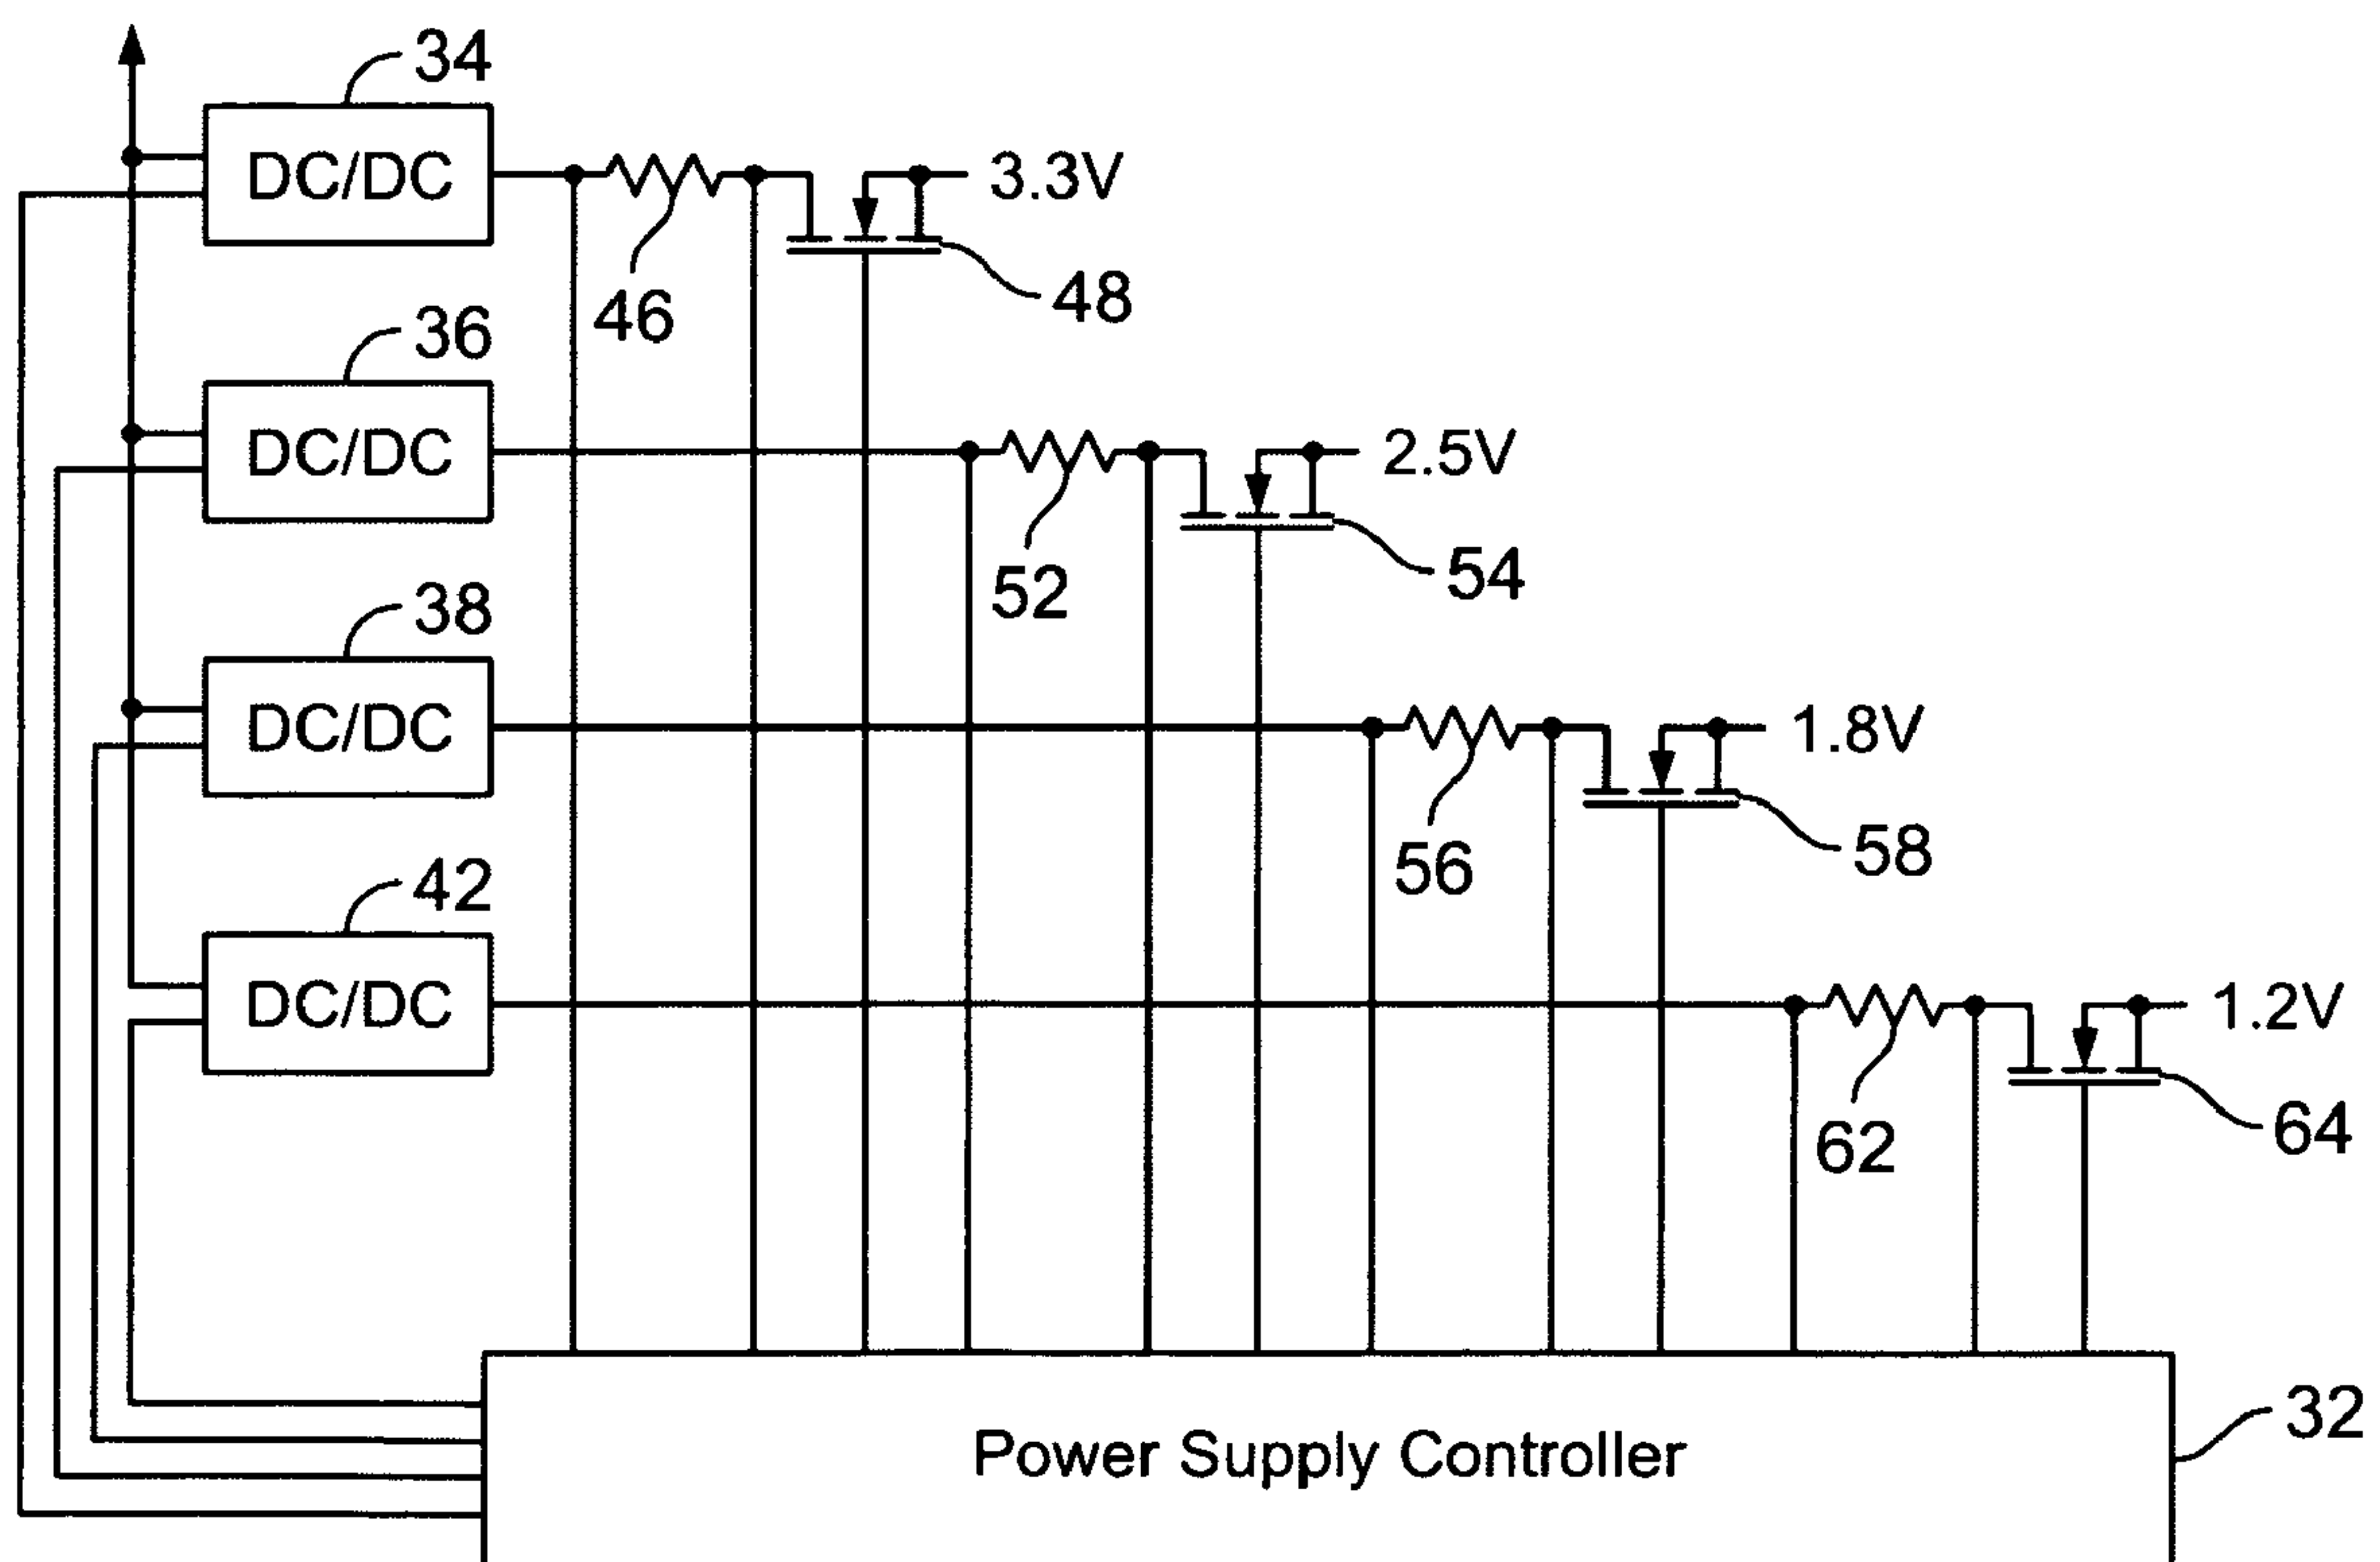 34
DC/DC
3.3V
46
48
36
DC/DC
2.5V
52
54
38
DC/DC
1.8V
56
58
42
DC/DC
1.2V
62
64
Power Supply Controller
32